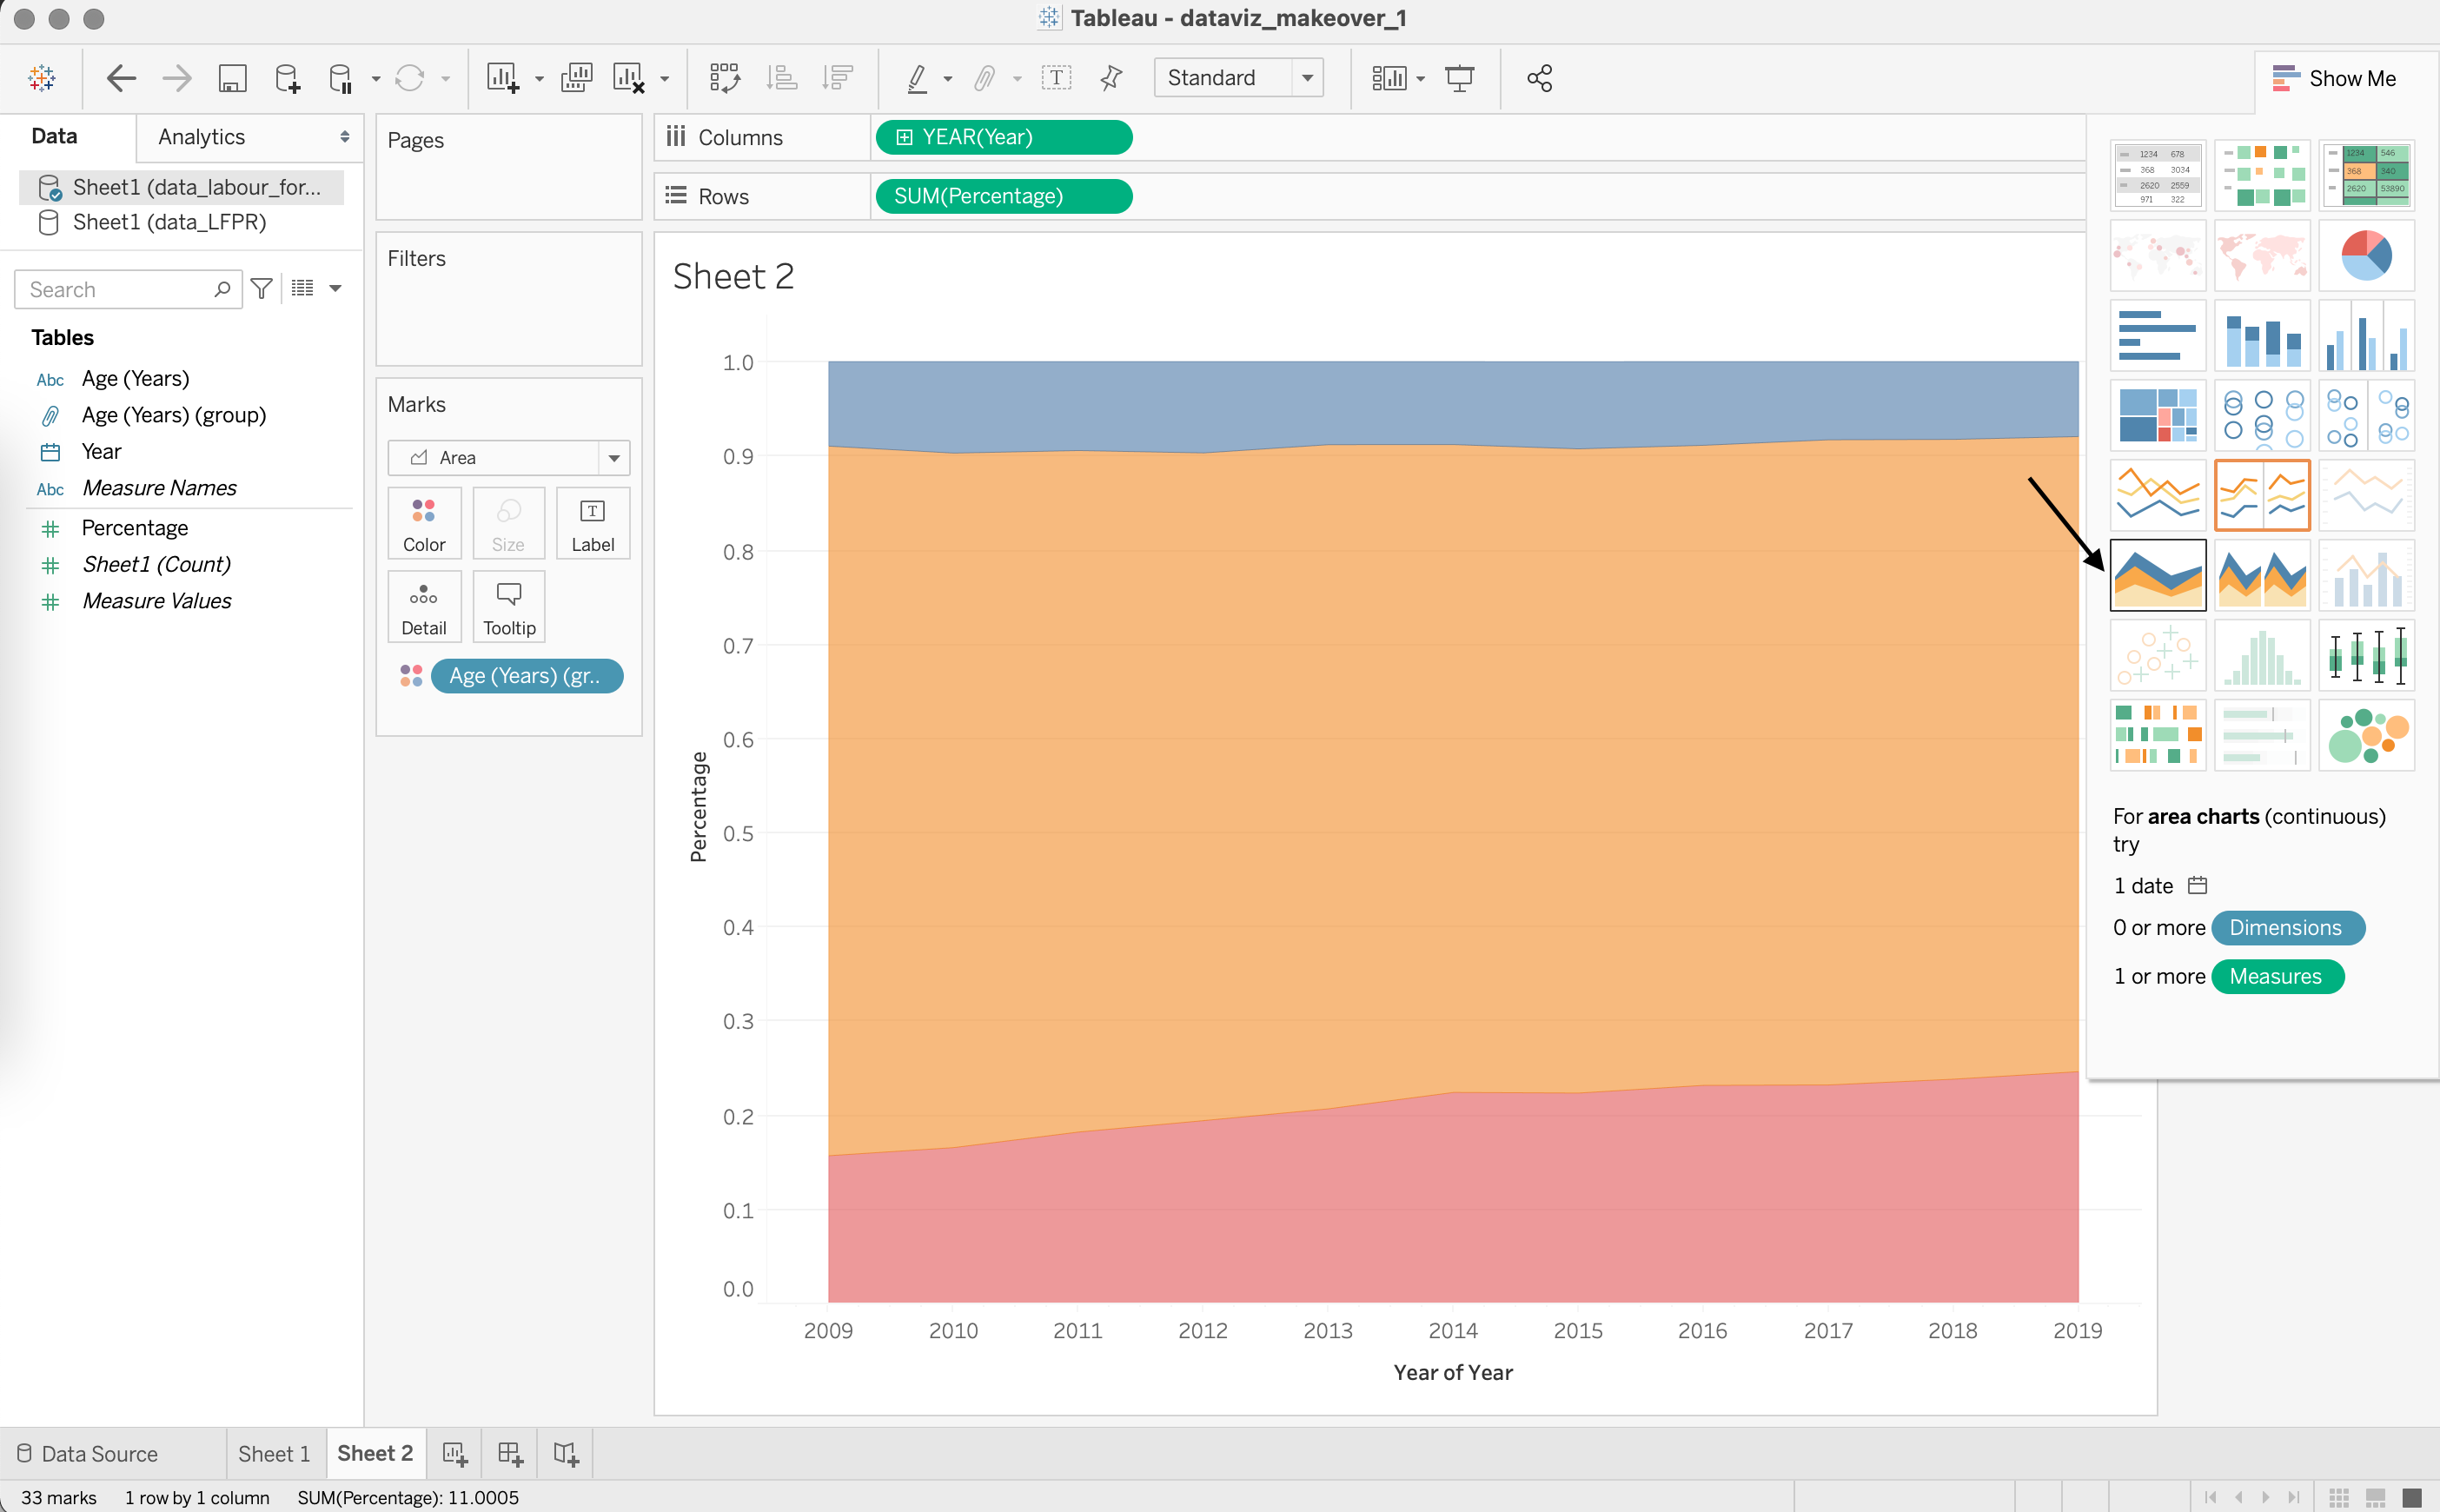 Tableau - dataviz_makeover_1
Standard
Show Me
Data
Analytics
Sheet1 (data_labour_for...
Sheet1 (data_LFPR)
Search
Tables
Abc Age (Years)
Age (Years) (group)
Year
Abc Measure Names
Percentage
Sheet1 (Count)
Measure Values
Pages
Filters
Marks
Area
Color
Size
Label
Detail
Tooltip
Age (Years) (gr..
Columns
YEAR(Year)
Rows
SUM(Percentage)
Sheet 2
1.0
0.9
0.8
0.7
0.6
0.5
0.4
0.3
0.2
0.1
0.0
Percentage
2009 2010 2011 2012 2013 2014 2015 2016 2017 2018 2019
Year of Year
1234 678
368 3034
2620 2559
971 322
1234 546
368 340
2620 53890
For area charts (continuous)
try
1 date
0 or more Dimensions
1 or more Measures
Data Source
Sheet 1
Sheet 2
33 marks 1 row by 1 column SUM(Percentage): 11.0005